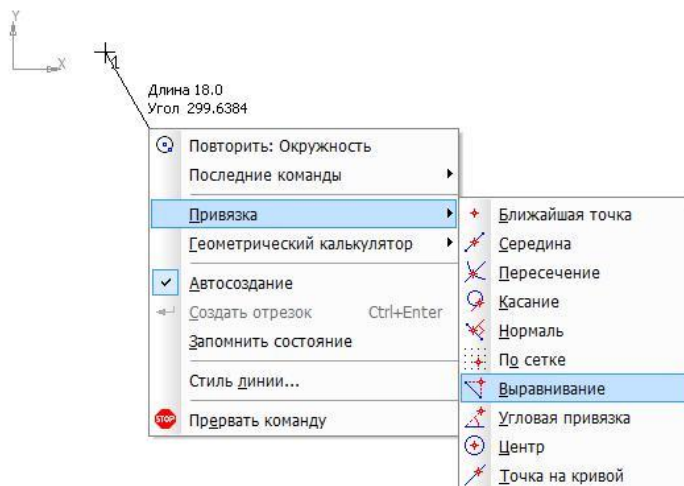 Y
X
1
Длина 18.0
Угол 299.6384
Повторить: Окружность
Последние команды
Привязка
Геометрический калькулятор
Автосоздание
Создать отрезок Ctrl+Enter
Запомнить состояние
Стиль линии...
STOP Прервать команду
Ближайшая точка
Середина
Пересечение
Касание
Нормаль
По сетке
Выравнивание
Угловая привязка
Центр
Точка на кривой